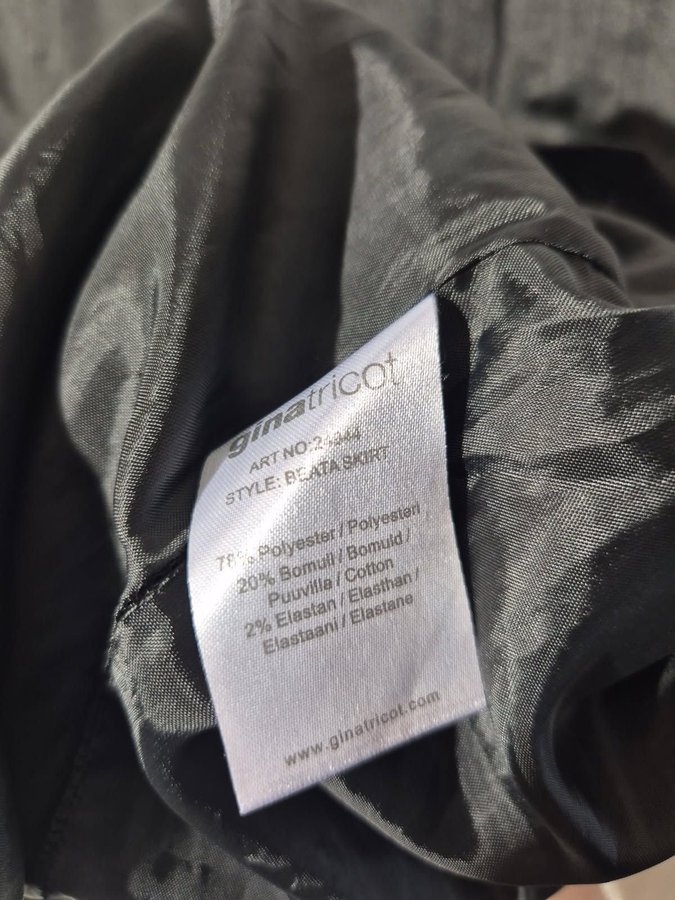 ginatricot
ART NO:
STYLE: BEATA SKIRT
78% Polyester / Polyesteri
20% Bomull / Bomuld /
Puuvilla / Cotton
2% Elastan / Elasthan /
Elastaani / Elastane
www.ginatricot.com